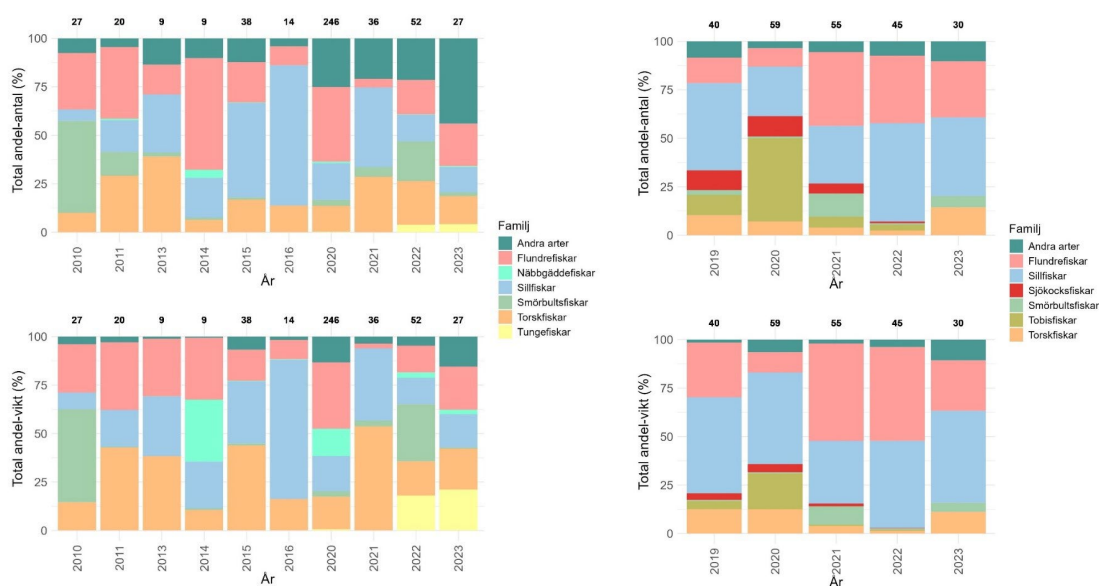 27 20 9 9 38 14 246 36 52 27
Total andel-antal (%)
100
75
50
25
0
2010 2011 2013 2014 2015 2016 2020 2021 2022 2023
År
27 20 9 9 38 14 246 36 52 27
Total andel-vikt (%)
100
75
50
25
0
2010 2011 2013 2014 2015 2016 2020 2021 2022 2023
År
Familj
Andra arter
Flundrefiskar
Näbbgäddefiskar
Sillfiskar
Smörbultsfiskar
Torskfiskar
Tungefiskar
40 59 55 45 30
Total andel-antal (%)
100
75
50
25
0
2019 2020 2021 2022 2023
År
40 59 55 45 30
Total andel-vikt (%)
100
75
50
25
0
2019 2020 2021 2022 2023
År
Familj
Andra arter
Flundrefiskar
Sillfiskar
Sjökocksfiskar
Smörbultsfiskar
Tobisfiskar
Torskfiskar